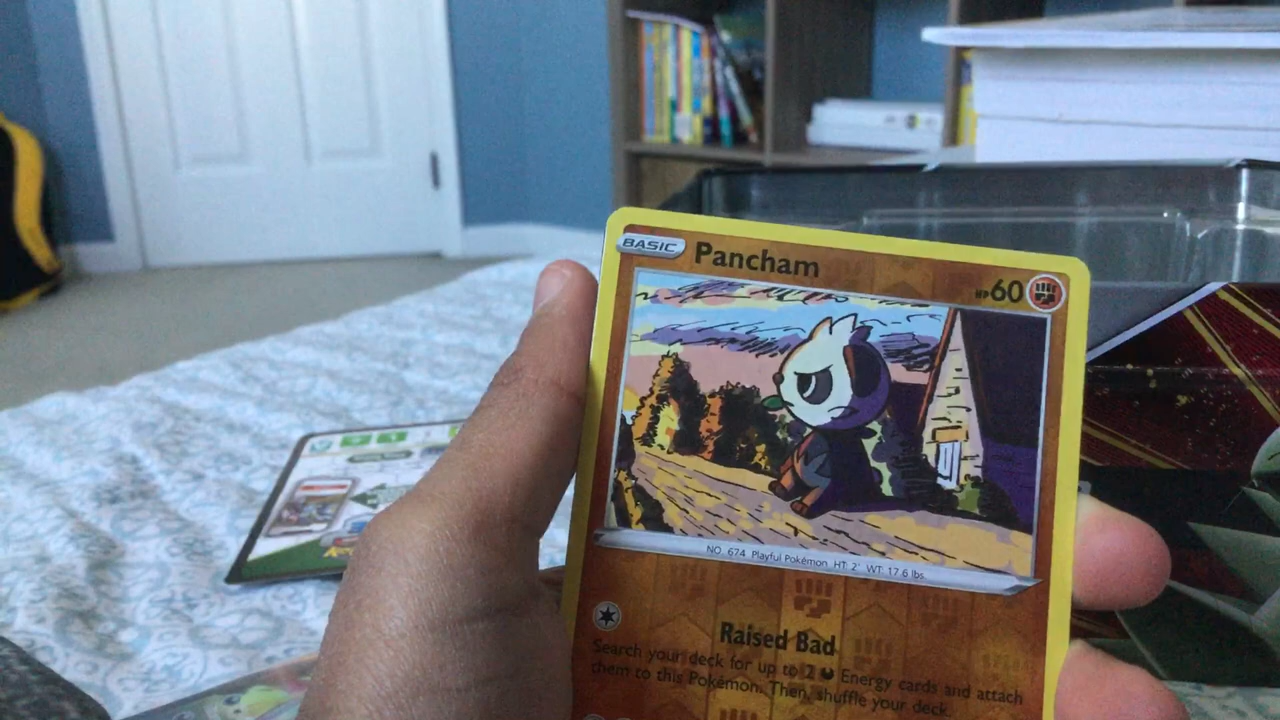 BASIC Pancham HP 60
NO. 674 Playful Pokémon HT: 2' WT: 17.6 lbs.
Raised Bad
Search your deck for up to 2 Energy cards and attach
them to this Pokémon. Then, shuffle your deck.